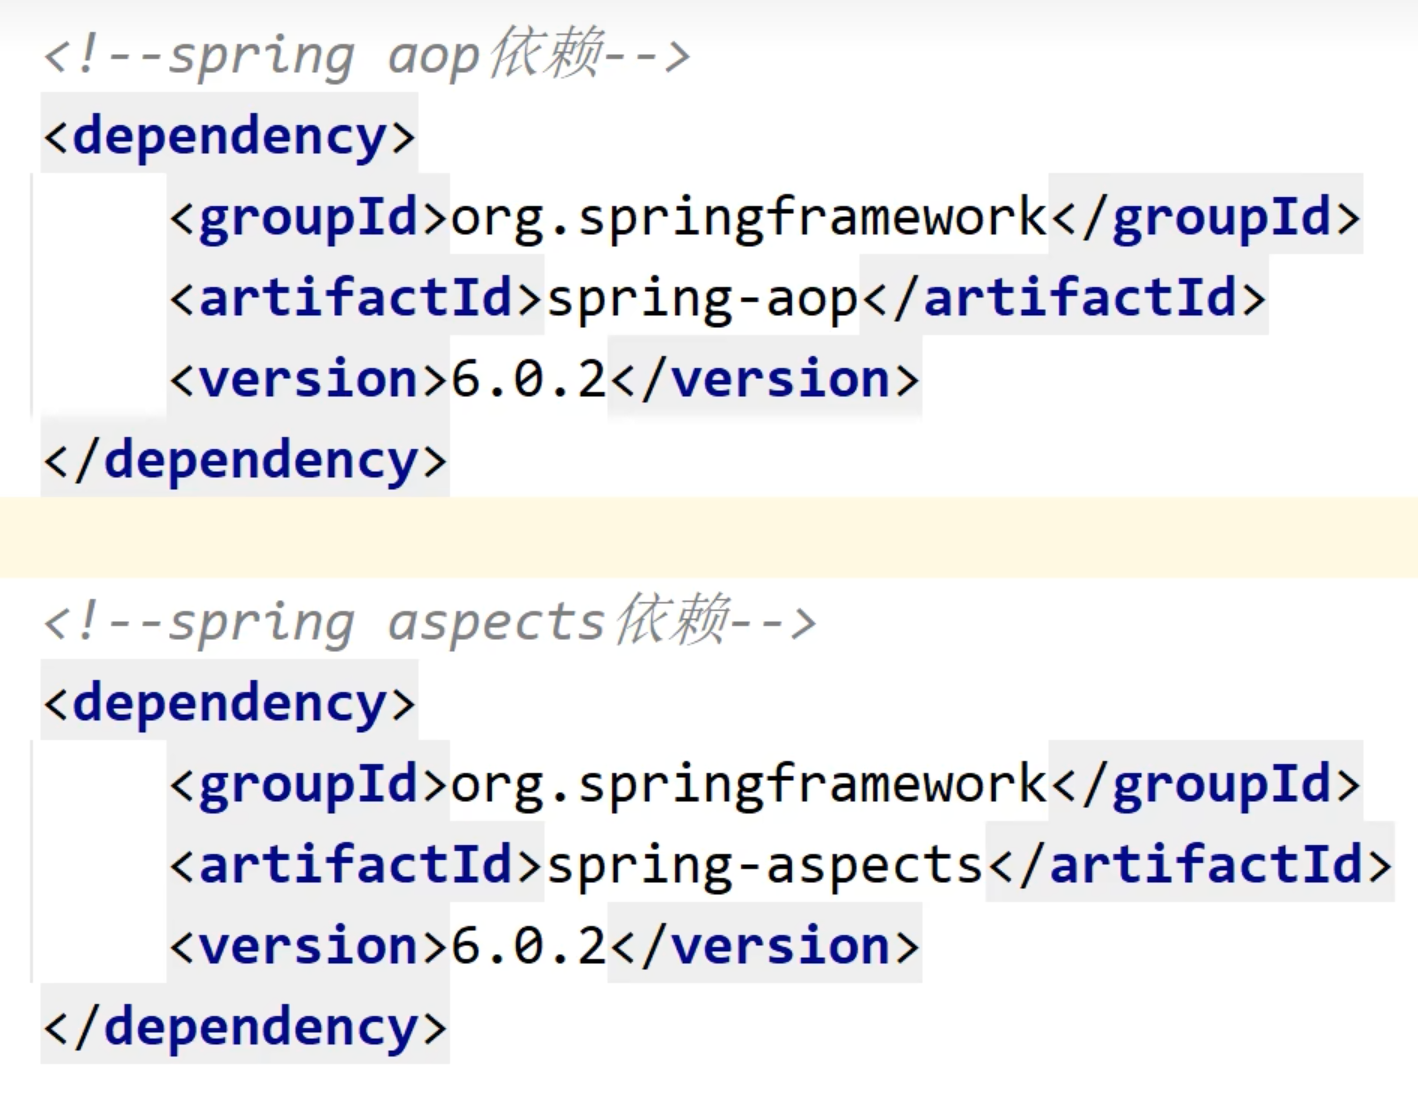 <!--spring aop依赖-->
<dependency>
    <groupId>org.springframework</groupId>
    <artifactId>spring-aop</artifactId>
    <version>6.0.2</version>
</dependency>
<!--spring aspects依赖-->
<dependency>
    <groupId>org.springframework</groupId>
    <artifactId>spring-aspects</artifactId>
    <version>6.0.2</version>
</dependency>